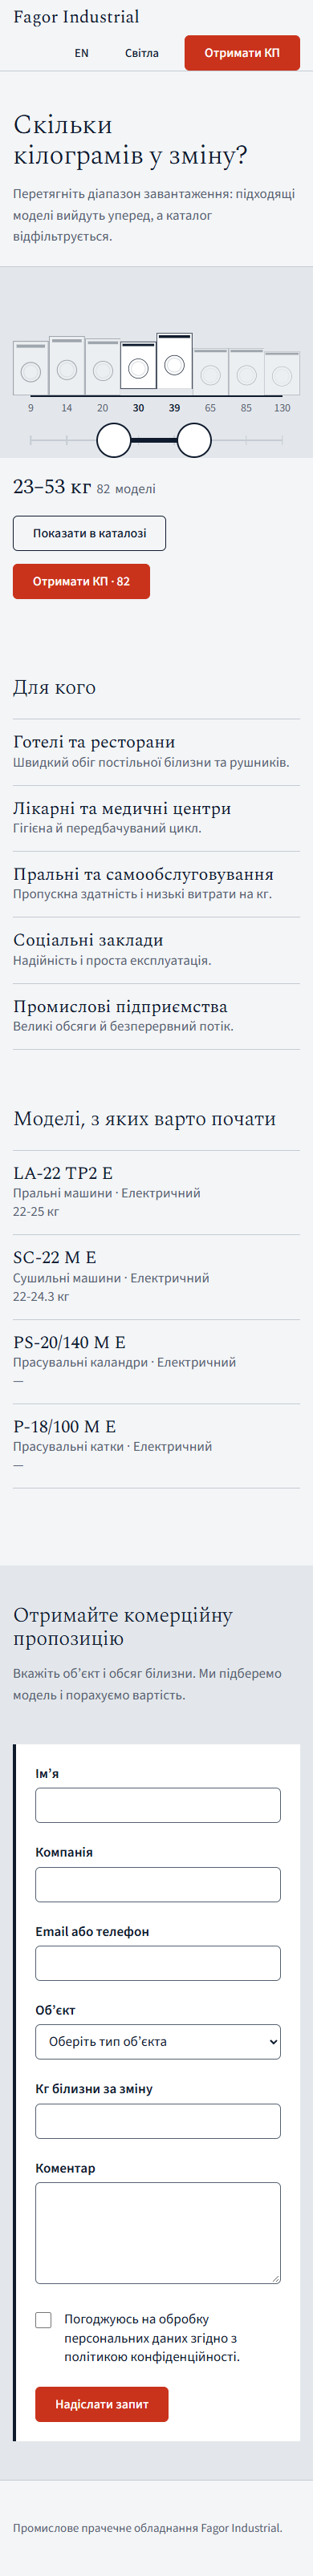 Fagor Industrial
EN Світла Отримати КП
Скільки
кілограмів у зміну?
Перетягніть діапазон завантаження: підходящі
моделі вийдуть уперед, а каталог
відфільтрується.
9 14 20 30 39 65 85 130
23–53 кг 82 моделі
Показати в каталозі
Отримати КП · 82
Для кого
Готелі та ресторани
Швидкий обіг постільної білизни та рушників.
Лікарні та медичні центри
Гігієна й передбачуваний цикл.
Пральні та самообслуговування
Пропускна здатність і низькі витрати на кг.
Соціальні заклади
Надійність і проста експлуатація.
Промислові підприємства
Великі обсяги й безперервний потік.
Моделі, з яких варто почати
LA-22 TP2 E
Пральні машини · Електричний
22-25 кг
SC-22 M E
Сушильні машини · Електричний
22-24.3 кг
PS-20/140 M E
Прасувальні каландри · Електричний
—
P-18/100 M E
Прасувальні катки · Електричний
—
Отримайте комерційну
пропозицію
Вкажіть об’єкт і обсяг білизни. Ми підберемо
модель і порахуємо вартість.
Ім’я
Компанія
Email або телефон
Об’єкт
Оберіть тип об’єкта
Кг білизни за зміну
Коментар
Погоджуюсь на обробку
персональних даних згідно з
політикою конфіденційності.
Надіслати запит
Промислове прачечне обладнання Fagor Industrial.